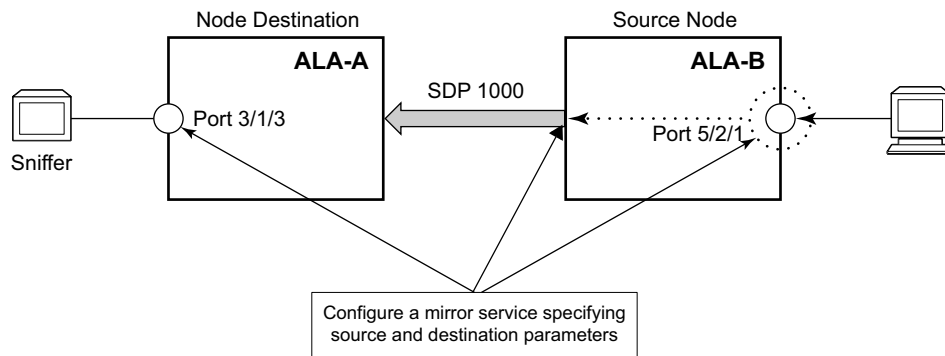 Node Destination
Source Node
ALA-A
ALA-B
SDP 1000
Port 3/1/3
Port 5/2/1
Sniffer
Configure a mirror service specifying
source and destination parameters